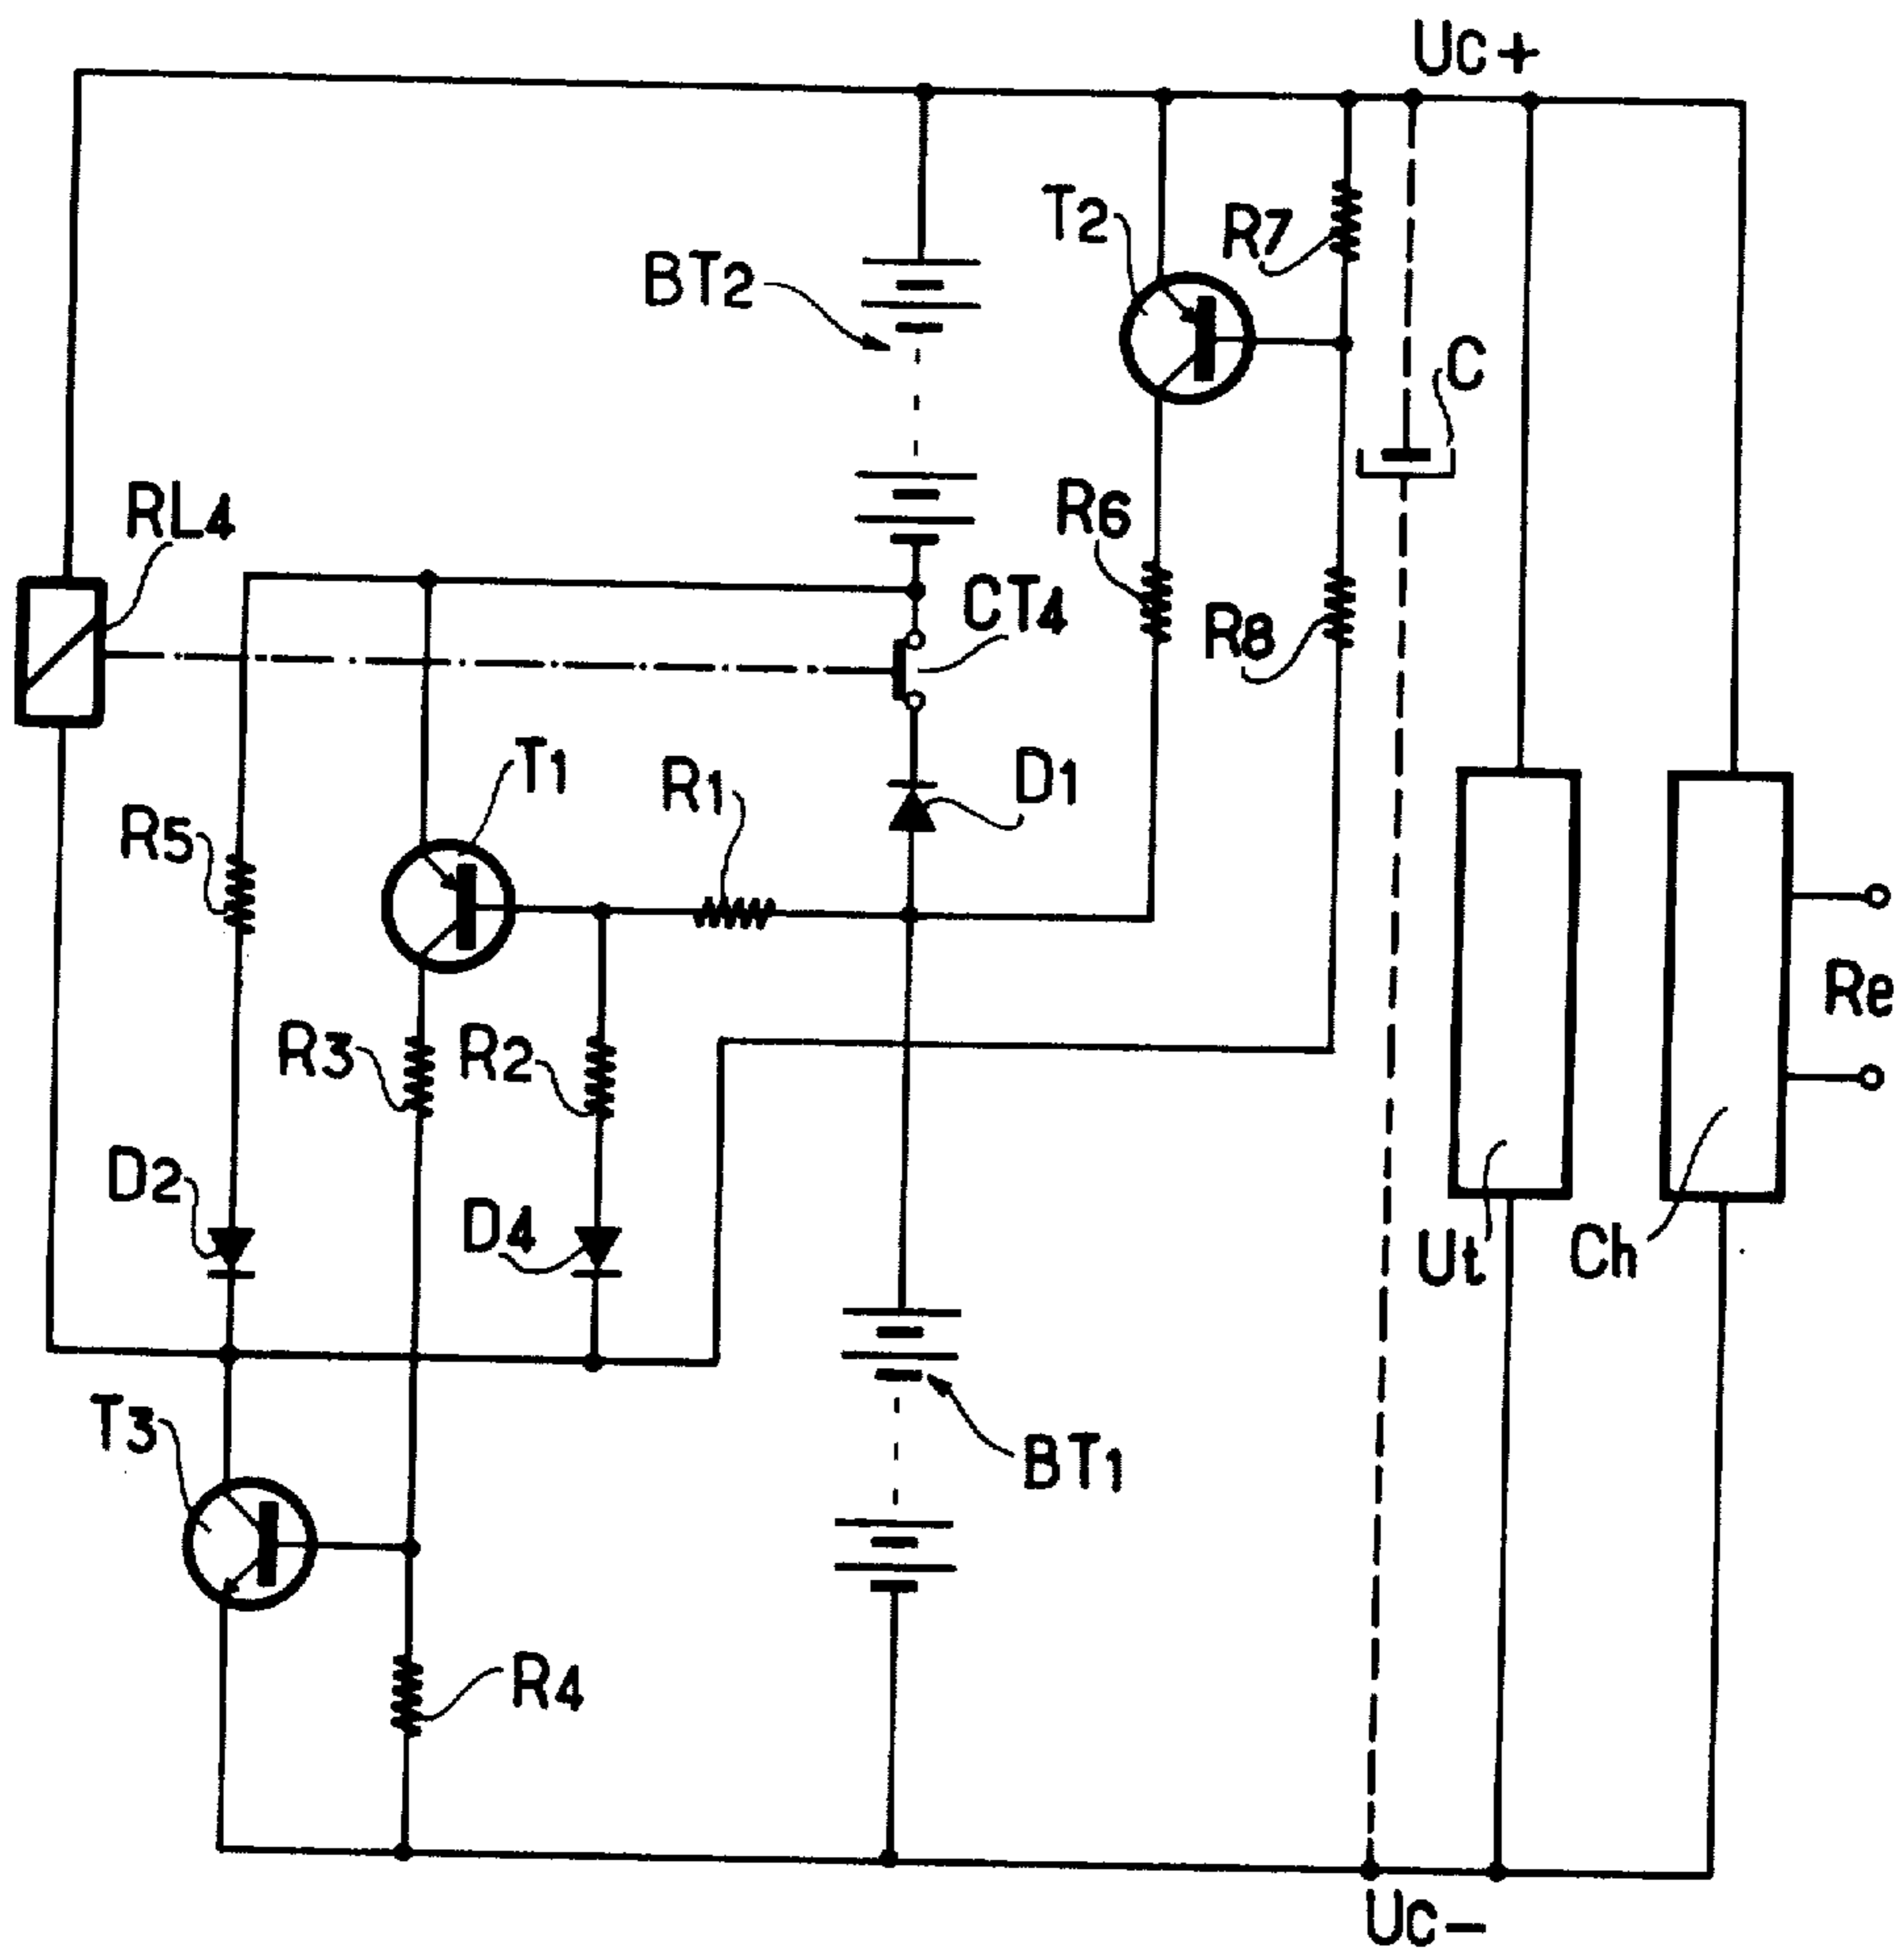 Uc+
T2
R7
BT2
C
RL4
R6
CT4
R8
T1
R1
D1
R5
Re
R3
R2
D2
D4
Ut
Ch
T3
BT1
R4
Uc-